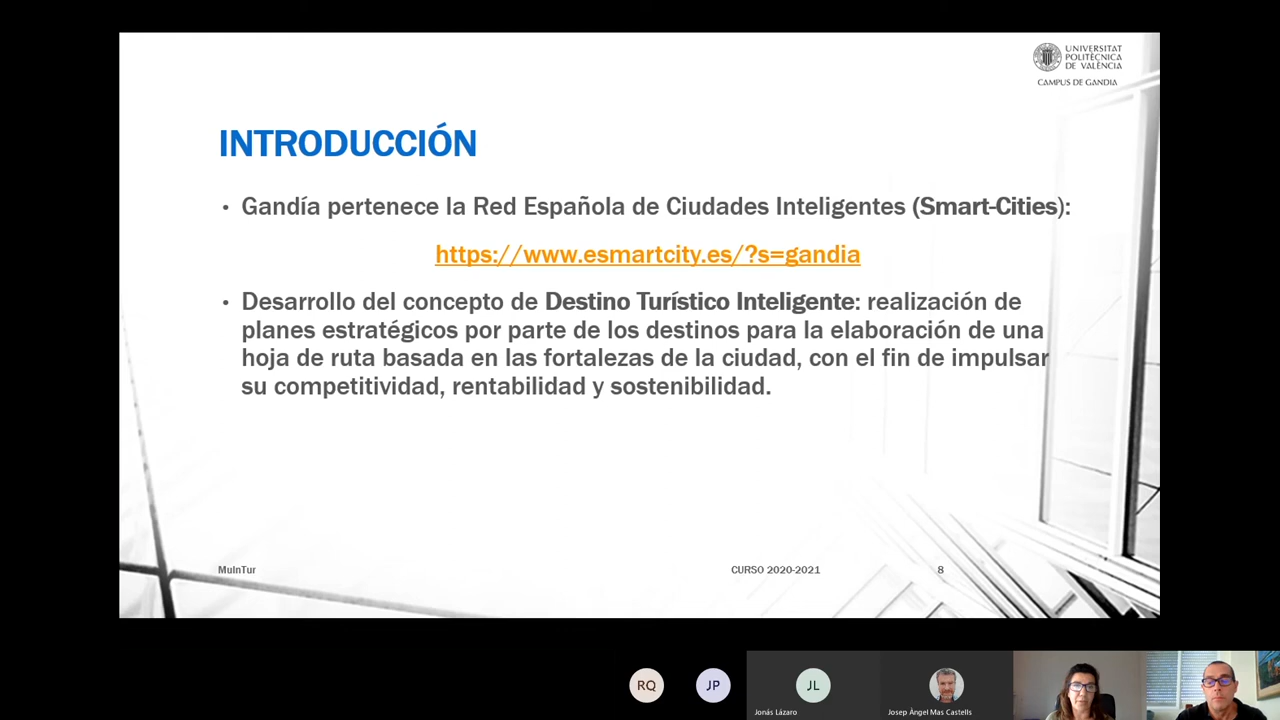 UNIVERSITAT
POLITÈCNICA
DE VALÈNCIA
CAMPUS DE GANDIA
INTRODUCCIÓN
• Gandía pertenece la Red Española de Ciudades Inteligentes (Smart-Cities):
https://www.esmartcity.es/?s=gandia
• Desarrollo del concepto de Destino Turístico Inteligente: realización de
planes estratégicos por parte de los destinos para la elaboración de una
hoja de ruta basada en las fortalezas de la ciudad, con el fin de impulsar
su competitividad, rentabilidad y sostenibilidad.
MuInTur
CURSO 2020-2021
8
RQ
JP
JL
Jonás Lázaro
Josep Àngel Mas Castells